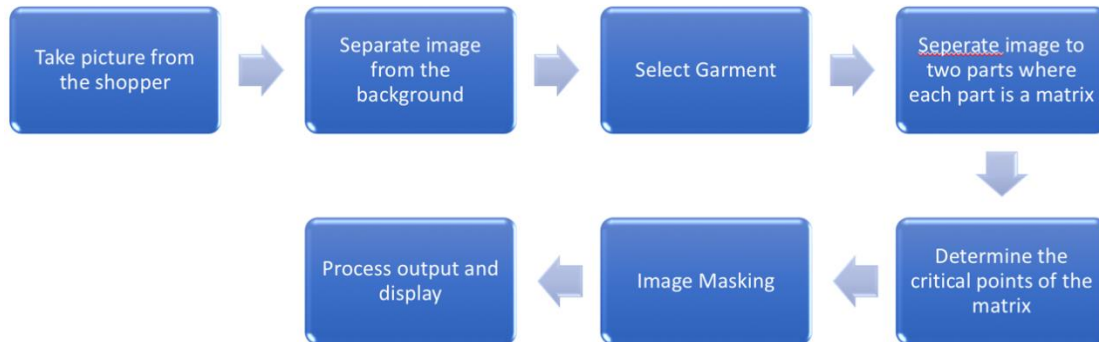 Take picture from
the shopper
Separate image
from the
background
Select Garment
Seperate image to
two parts where
each part is a matrix
Determine the
critical points of the
matrix
Image Masking
Process output and
display